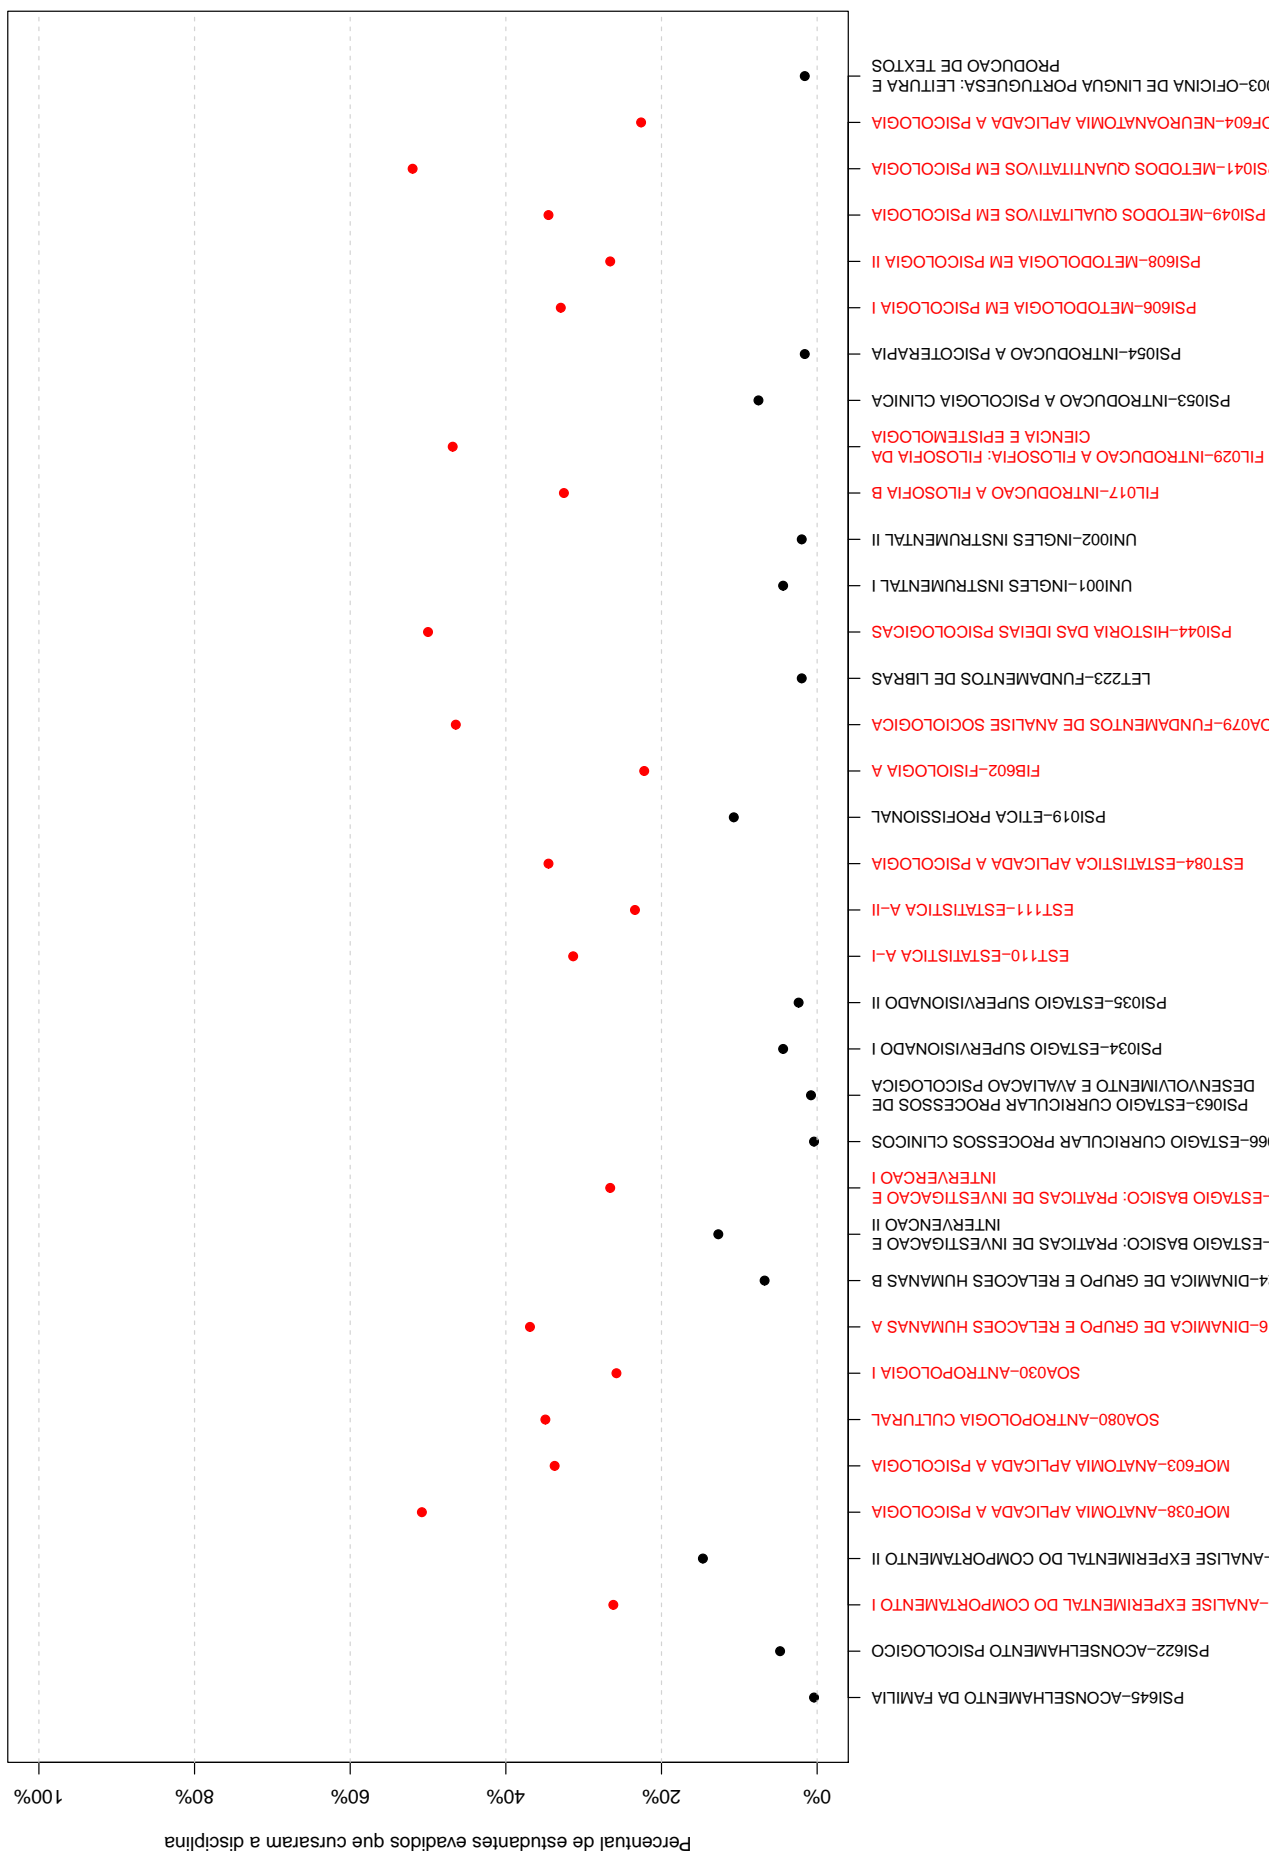 Percentual de estudantes evadidos que cursaram a disciplina
0%
20%
40%
60%
80%
100%
PSI645–ACONSELHAMENTO DA FAMILIA
PSI622–ACONSELHAMENTO PSICOLOGICO
–ANALISE EXPERIMENTAL DO COMPORTAMENTO I
–ANALISE EXPERIMENTAL DO COMPORTAMENTO II
MOF038–ANATOMIA APLICADA A PSICOLOGIA
MOF603–ANATOMIA APLICADA A PSICOLOGIA
SOA080–ANTROPOLOGIA CULTURAL
SOA030–ANTROPOLOGIA I
6–DINAMICA DE GRUPO E RELACOES HUMANAS A
4–DINAMICA DE GRUPO E RELACOES HUMANAS B
–ESTAGIO BASICO: PRATICAS DE INVESTIGACAO E
INTERVENCAO II
–ESTAGIO BASICO: PRATICAS DE INVESTIGACAO E
INTERVERCAO I
66–ESTAGIO CURRICULAR PROCESSOS CLINICOS
PSI063–ESTAGIO CURRICULAR PROCESSOS DE
DESENVOLVIMENTO E AVALIACAO PSICOLOGICA
PSI034–ESTAGIO SUPERVISIONADO I
PSI035–ESTAGIO SUPERVISIONADO II
EST110–ESTATISTICA A–I
EST111–ESTATISTICA A–II
EST084–ESTATISTICA APLICADA A PSICOLOGIA
PSI019–ETICA PROFISSIONAL
FIB602–FISIOLOGIA A
OA079–FUNDAMENTOS DE ANALISE SOCIOLOGICA
LET223–FUNDAMENTOS DE LIBRAS
PSI044–HISTORIA DAS IDEIAS PSICOLOGICAS
UNI001–INGLES INSTRUMENTAL I
UNI002–INGLES INSTRUMENTAL II
FIL017–INTRODUCAO A FILOSOFIA B
FIL029–INTRODUCAO A FILOSOFIA: FILOSOFIA DA
CIENCIA E EPISTEMOLOGIA
PSI053–INTRODUCAO A PSICOLOGIA CLINICA
PSI054–INTRODUCAO A PSICOTERAPIA
PSI606–METODOLOGIA EM PSICOLOGIA I
PSI608–METODOLOGIA EM PSICOLOGIA II
PSI049–METODOS QUALITATIVOS EM PSICOLOGIA
SI041–METODOS QUANTITATIVOS EM PSICOLOGIA
OF604–NEUROANATOMIA APLICADA A PSICOLOGIA
003–OFICINA DE LINGUA PORTUGUESA: LEITURA E
PRODUCAO DE TEXTOS